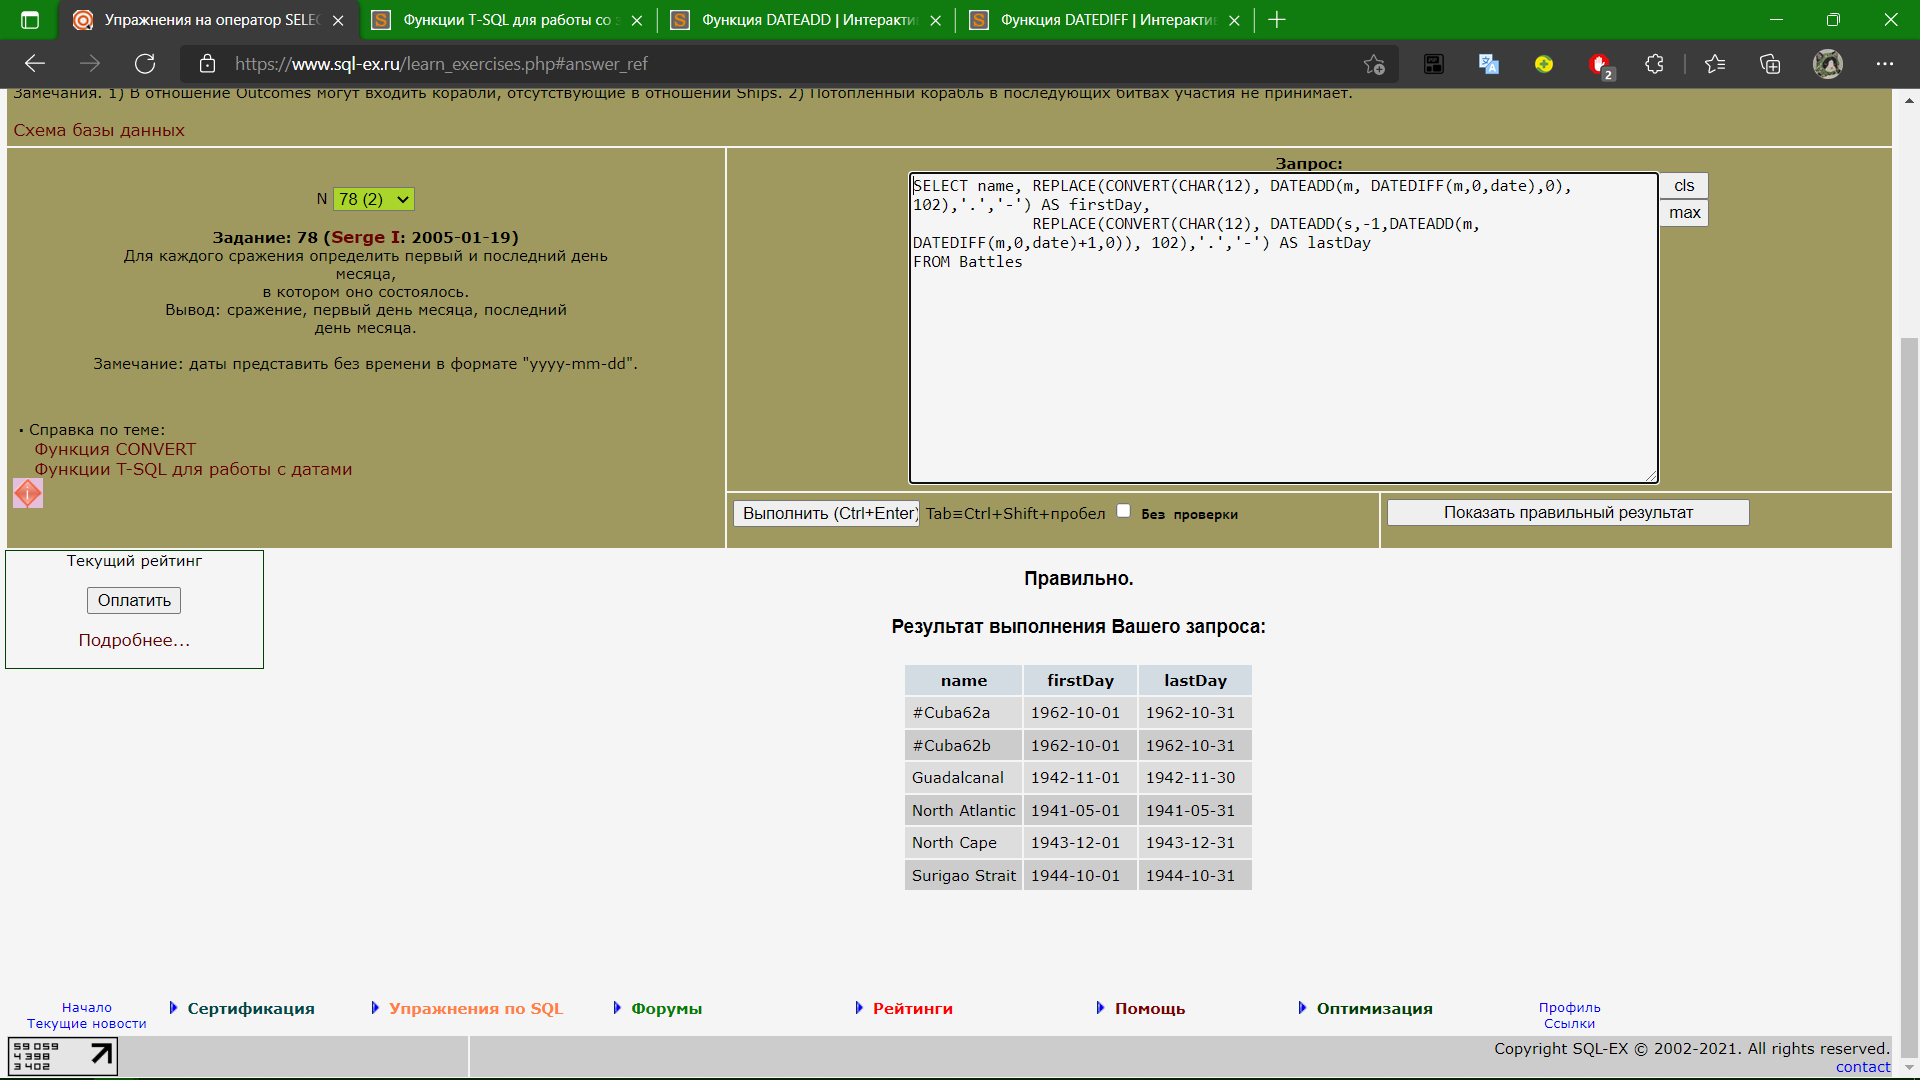 Упражнения на оператор SELEC
Функции T-SQL для работы со з
Функция DATEADD | Интеракти
Функция DATEDIFF | Интеракти
https://www.sql-ex.ru/learn_exercises.php#answer_ref
2
Замечания. 1) В отношение Outcomes могут входить корабли, отсутствующие в отношении Ships. 2) Потопленный корабль в последующих битвах участия не принимает.
Схема базы данных
N 78 (2)
Задание: 78 (Serge I: 2005-01-19)
Для каждого сражения определить первый и последний день
месяца,
в котором оно состоялось.
Вывод: сражение, первый день месяца, последний
день месяца.
Замечание: даты представить без времени в формате "yyyy-mm-dd".
• Справка по теме:
Функция CONVERT
Функции T-SQL для работы с датами
Запрос:
SELECT name, REPLACE(CONVERT(CHAR(12), DATEADD(m, DATEDIFF(m,0,date),0),
102),'.','-') AS firstDay,
REPLACE(CONVERT(CHAR(12), DATEADD(s,-1,DATEADD(m,
DATEDIFF(m,0,date)+1,0)), 102),'.','-') AS lastDay
FROM Battles
cls
max
Выполнить (Ctrl+Enter) Tab≡Ctrl+Shift+пробел Без проверки
Показать правильный результат
Текущий рейтинг
Оплатить
Подробнее...
Правильно.
Результат выполнения Вашего запроса:
name firstDay lastDay
#Cuba62a 1962-10-01 1962-10-31
#Cuba62b 1962-10-01 1962-10-31
Guadalcanal 1942-11-01 1942-11-30
North Atlantic 1941-05-01 1941-05-31
North Cape 1943-12-01 1943-12-31
Surigao Strait 1944-10-01 1944-10-31
Начало
Текущие новости
Сертификация
Упражнения по SQL
Форумы
Рейтинги
Помощь
Оптимизация
Профиль
Ссылки
59 059
4 398
3 402
Copyright SQL-EX © 2002-2021. All rights reserved.
contact